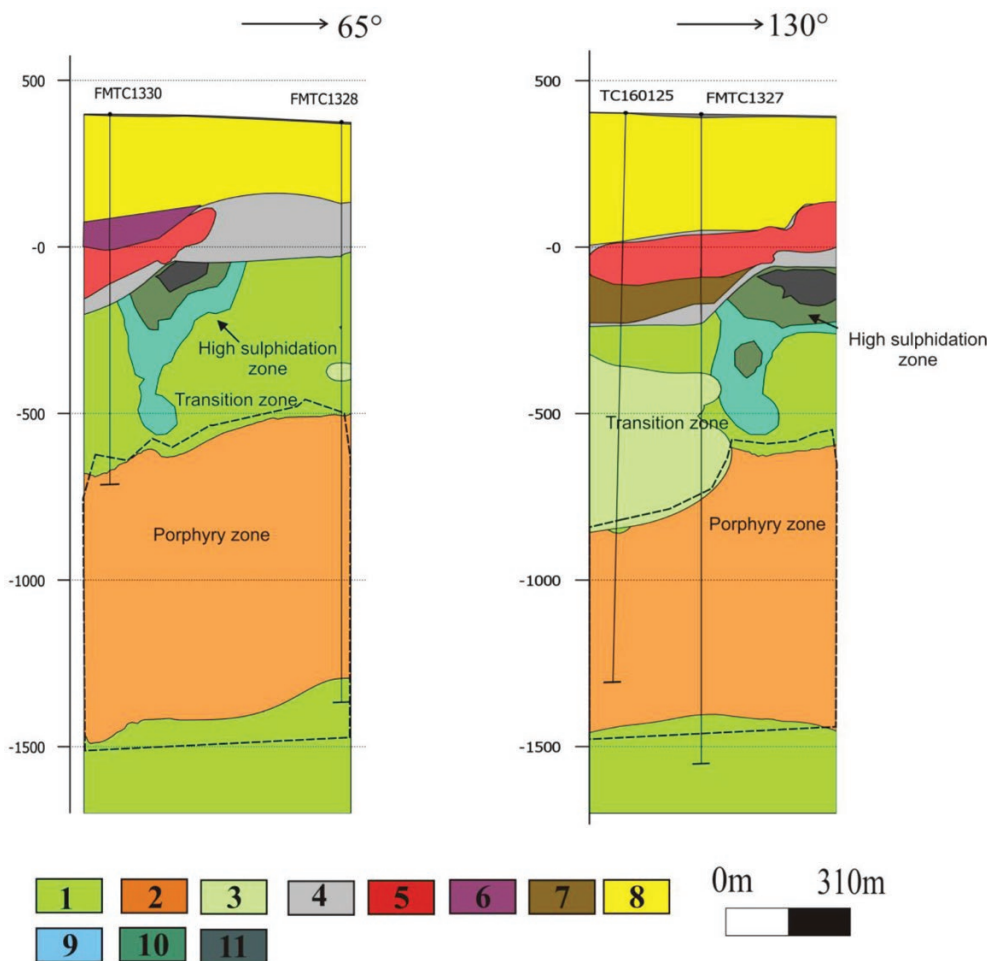 65°
500
FMTC1330
FMTC1328
-0
High sulphidation
zone
Transition zone
-500
Porphyry zone
-1000
-1500
130°
500
TC160125
FMTC1327
-0
High sulphidation
zone
-500
Transition zone
Porphyry zone
-1000
-1500
1 2 3 4 5 6 7 8
9 10 11
0m 310m